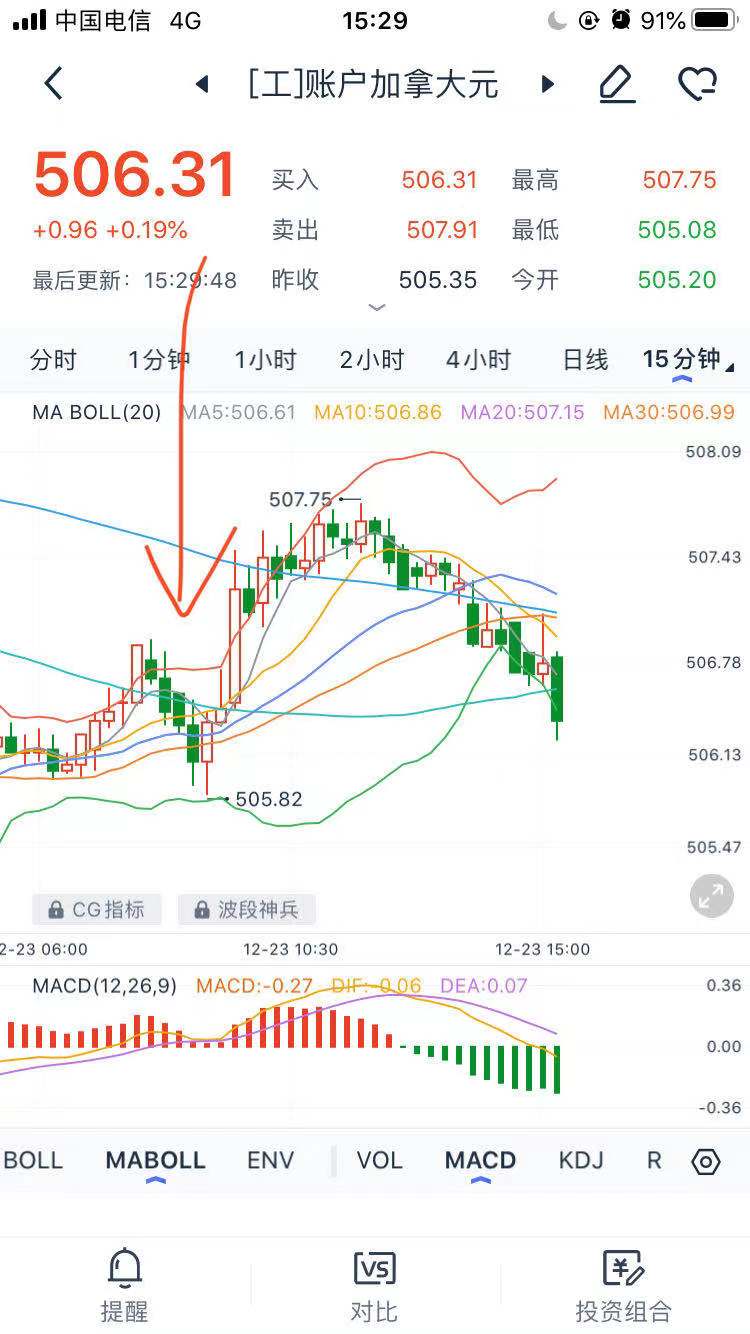 中国电信 4G 15:29 91%
[工]账户加拿大元
506.31 买入 506.31 最高 507.75
+0.96 +0.19% 卖出 507.91 最低 505.08
最后更新：15:29:48 昨收 505.35 今开 505.20
分时 1分钟 1小时 2小时 4小时 日线 15分钟
MA BOLL(20) MA5:506.61 MA10:506.86 MA20:507.15 MA30:506.99
508.09
507.75
507.43
506.78
506.13
505.82
505.47
CG指标 波段神兵
2-23 06:00 12-23 10:30 12-23 15:00
MACD(12,26,9) MACD:-0.27 DIF:-0.06 DEA:0.07 0.36
0.00
-0.36
BOLL MABOLL ENV VOL MACD KDJ R
VS ¥
提醒 对比 投资组合